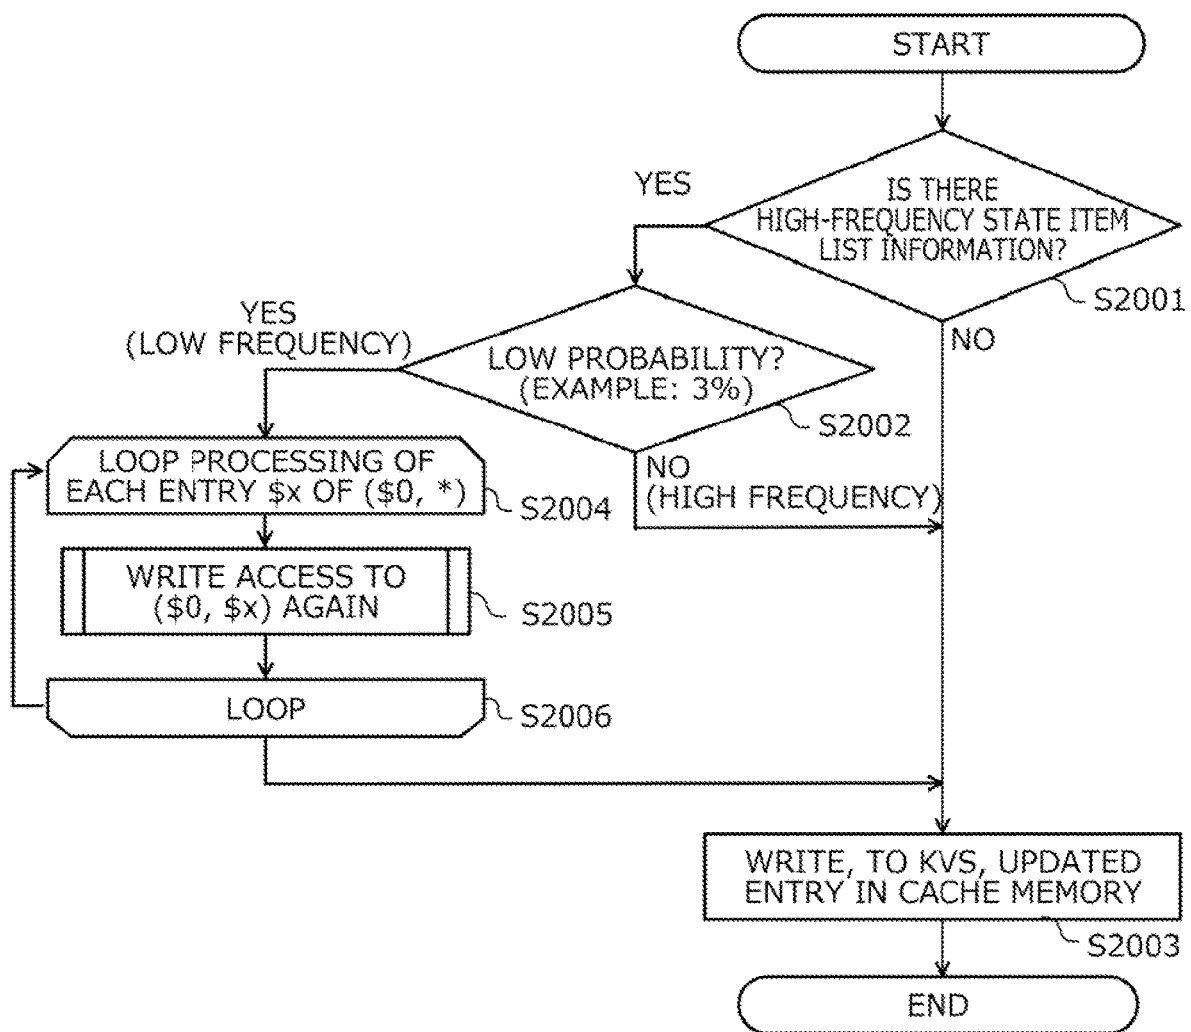 START
YES
IS THERE
HIGH-FREQUENCY STATE ITEM
LIST INFORMATION?
S2001
NO
YES
(LOW FREQUENCY)
LOW PROBABILITY?
(EXAMPLE: 3%)
S2002
NO
(HIGH FREQUENCY)
LOOP PROCESSING OF
EACH ENTRY $x OF ($0, *)
S2004
WRITE ACCESS TO
($0, $x) AGAIN
S2005
LOOP
S2006
WRITE, TO KVS, UPDATED
ENTRY IN CACHE MEMORY
S2003
END